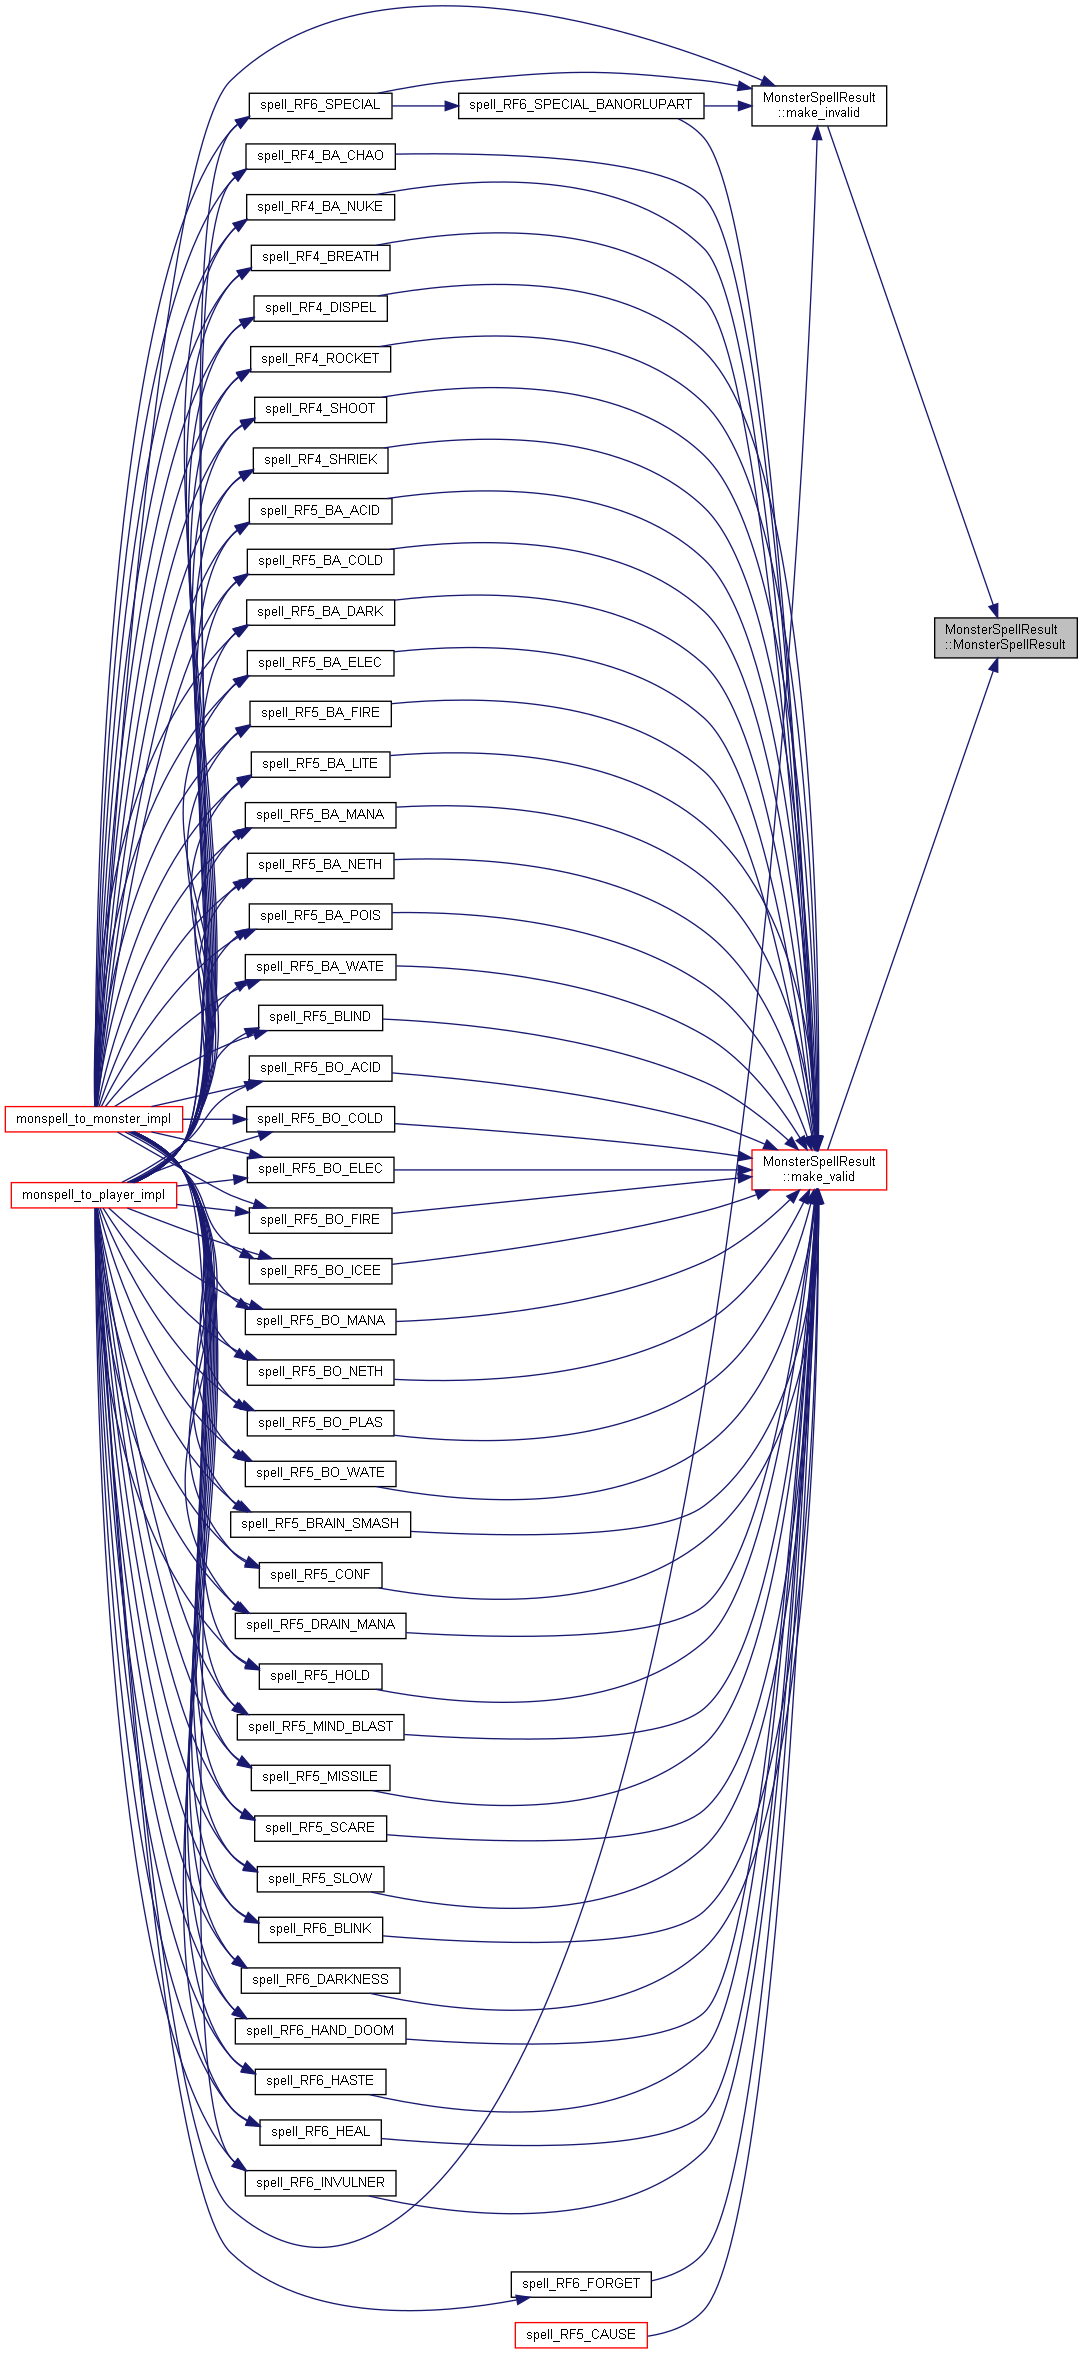 MonsterSpellResult
::make_invalid
spell_RF6_SPECIAL
spell_RF6_SPECIAL_BANORLUPART
spell_RF4_BA_CHAO
spell_RF4_BA_NUKE
spell_RF4_BREATH
spell_RF4_DISPEL
spell_RF4_ROCKET
spell_RF4_SHOOT
spell_RF4_SHRIEK
spell_RF5_BA_ACID
spell_RF5_BA_COLD
spell_RF5_BA_DARK
MonsterSpellResult
::MonsterSpellResult
spell_RF5_BA_ELEC
spell_RF5_BA_FIRE
spell_RF5_BA_LITE
spell_RF5_BA_MANA
spell_RF5_BA_NETH
spell_RF5_BA_POIS
spell_RF5_BA_WATE
spell_RF5_BLIND
spell_RF5_BO_ACID
monspell_to_monster_impl
spell_RF5_BO_COLD
MonsterSpellResult
::make_valid
spell_RF5_BO_ELEC
monspell_to_player_impl
spell_RF5_BO_FIRE
spell_RF5_BO_ICEE
spell_RF5_BO_MANA
spell_RF5_BO_NETH
spell_RF5_BO_PLAS
spell_RF5_BO_WATE
spell_RF5_BRAIN_SMASH
spell_RF5_CONF
spell_RF5_DRAIN_MANA
spell_RF5_HOLD
spell_RF5_MIND_BLAST
spell_RF5_MISSILE
spell_RF5_SCARE
spell_RF5_SLOW
spell_RF6_BLINK
spell_RF6_DARKNESS
spell_RF6_HAND_DOOM
spell_RF6_HASTE
spell_RF6_HEAL
spell_RF6_INVULNER
spell_RF6_FORGET
spell_RF5_CAUSE